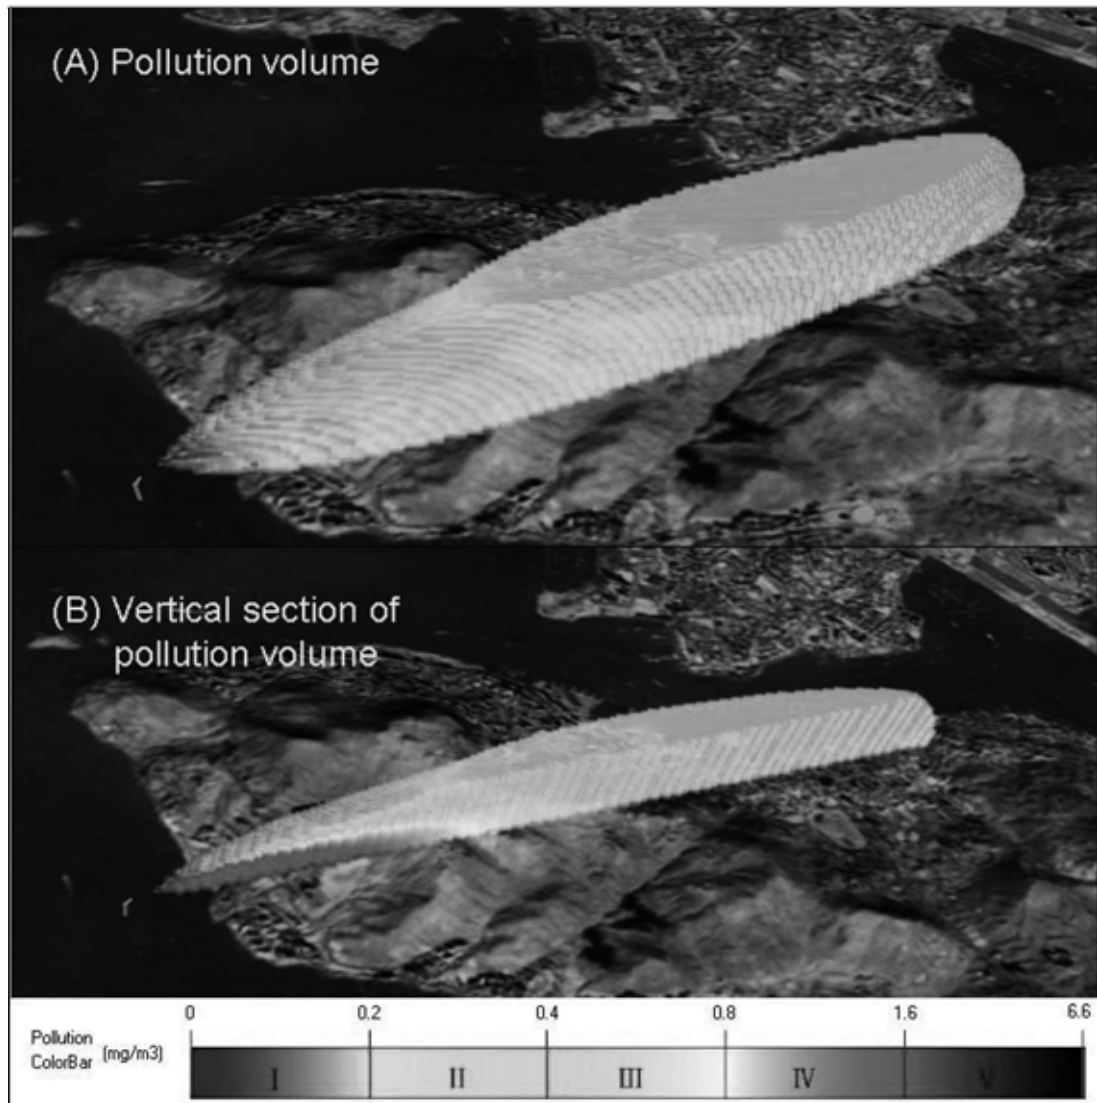 (A) Pollution volume
(B) Vertical section of
pollution volume
0 0.2 0.4 0.8 1.6 6.6
Pollution
ColorBar (mg/m3)
I II III IV V